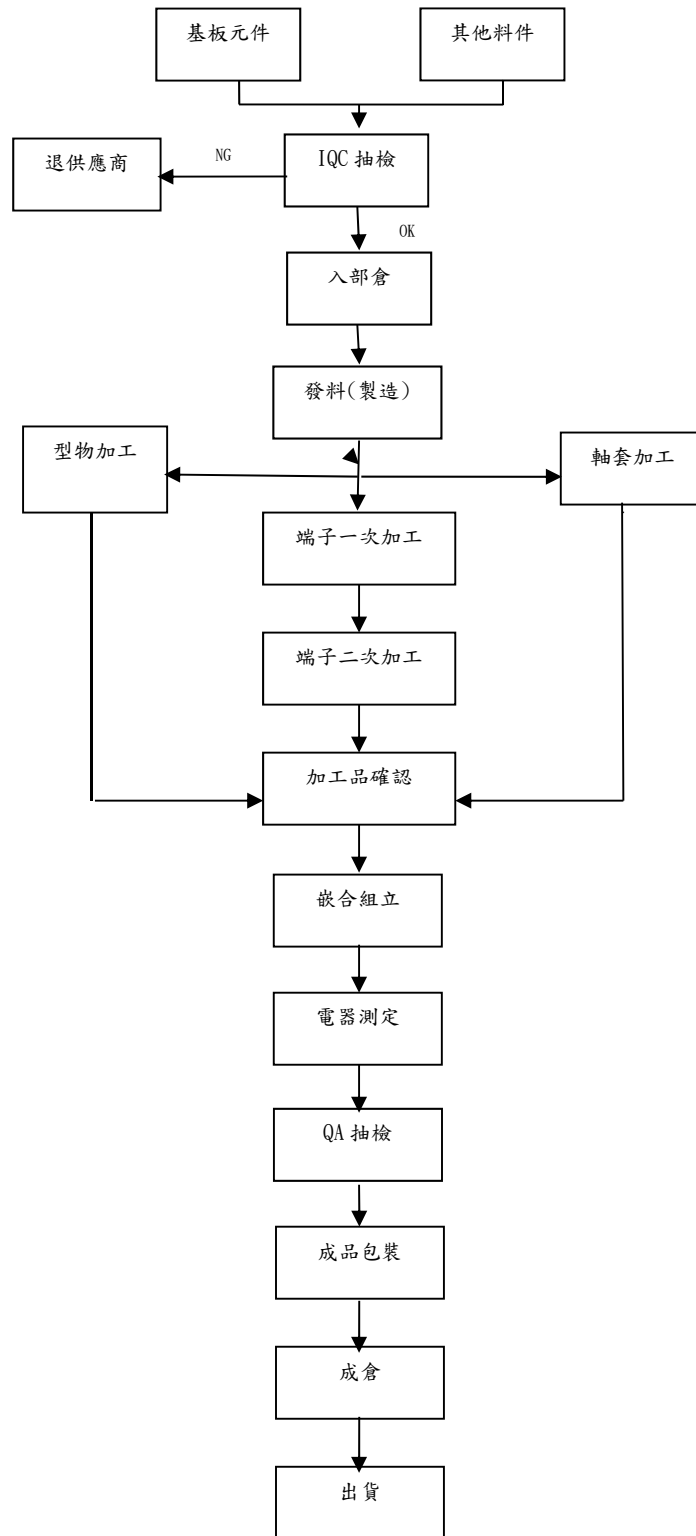 基板元件
其他料件
退供應商
NG
IQC 抽檢
OK
入部倉
發料(製造)
型物加工
軸套加工
端子一次加工
端子二次加工
加工品確認
嵌合組立
電器測定
QA 抽檢
成品包裝
成倉
出貨